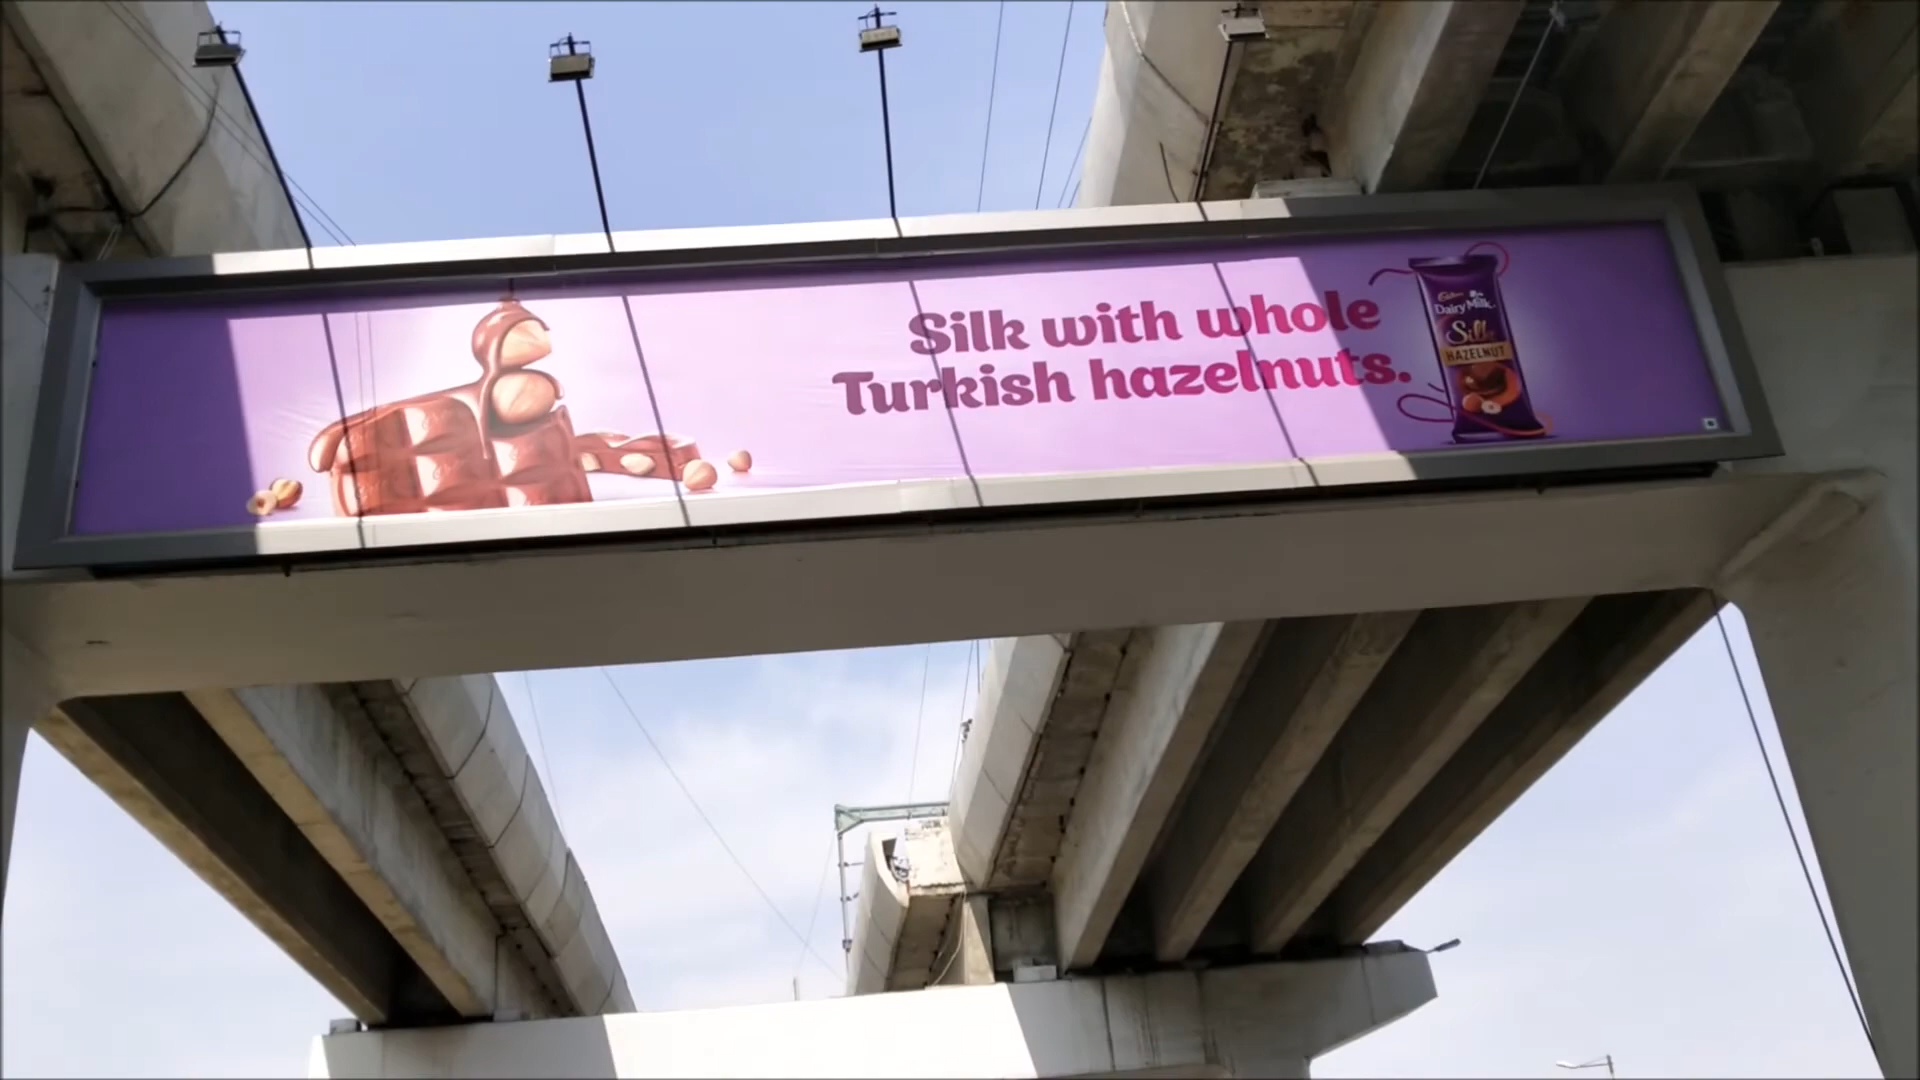 Silk with whole
Turkish hazelnuts.
Cadbury
Dairy Milk
Silk
HAZELNUT